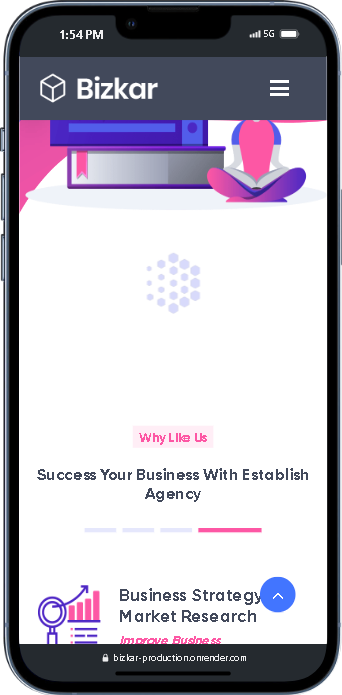 1:54 PM
5G
Bizkar
Why Like Us
Success Your Business With Establish
Agency
Business Strategy
Market Research
Improve Business
bizkar-production.onrender.com